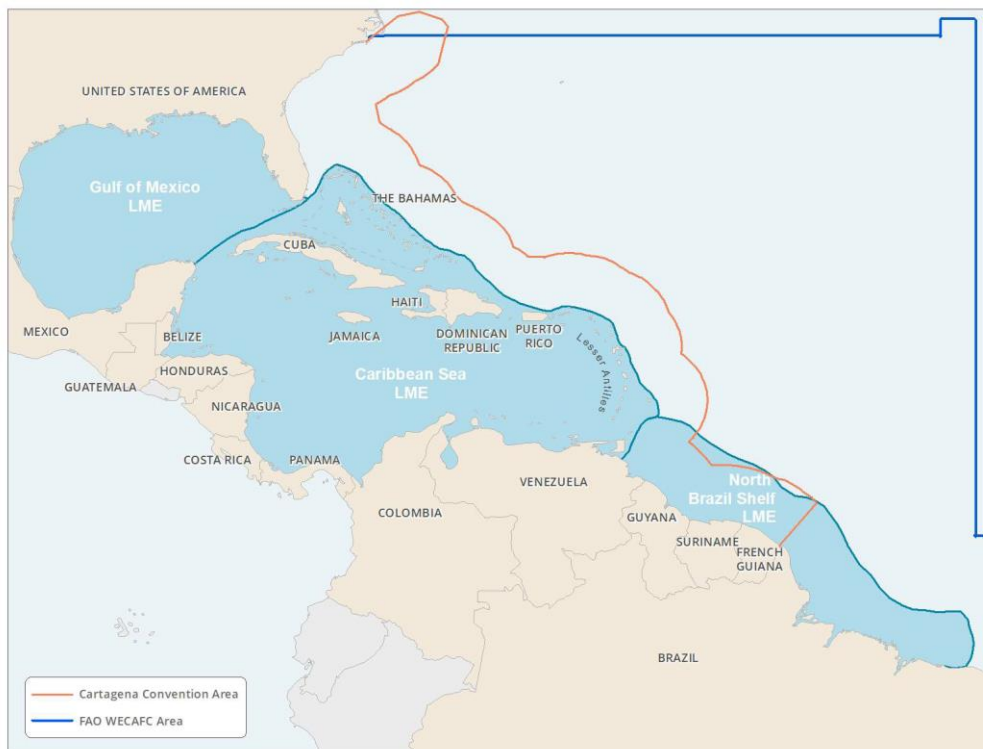 UNITED STATES OF AMERICA
Gulf of Mexico
LME
THE BAHAMAS
CUBA
MEXICO
BELIZE
HAITI
JAMAICA
DOMINICAN
REPUBLIC
PUERTO
RICO
Lesser Antilles
GUATEMALA
HONDURAS
Caribbean Sea
LME
NICARAGUA
COSTA RICA
PANAMA
COLOMBIA
VENEZUELA
North
Brazil Shelf
LME
GUYANA
SURINAME
FRENCH
GUIANA
BRAZIL
Cartagena Convention Area
FAO WECAFC Area